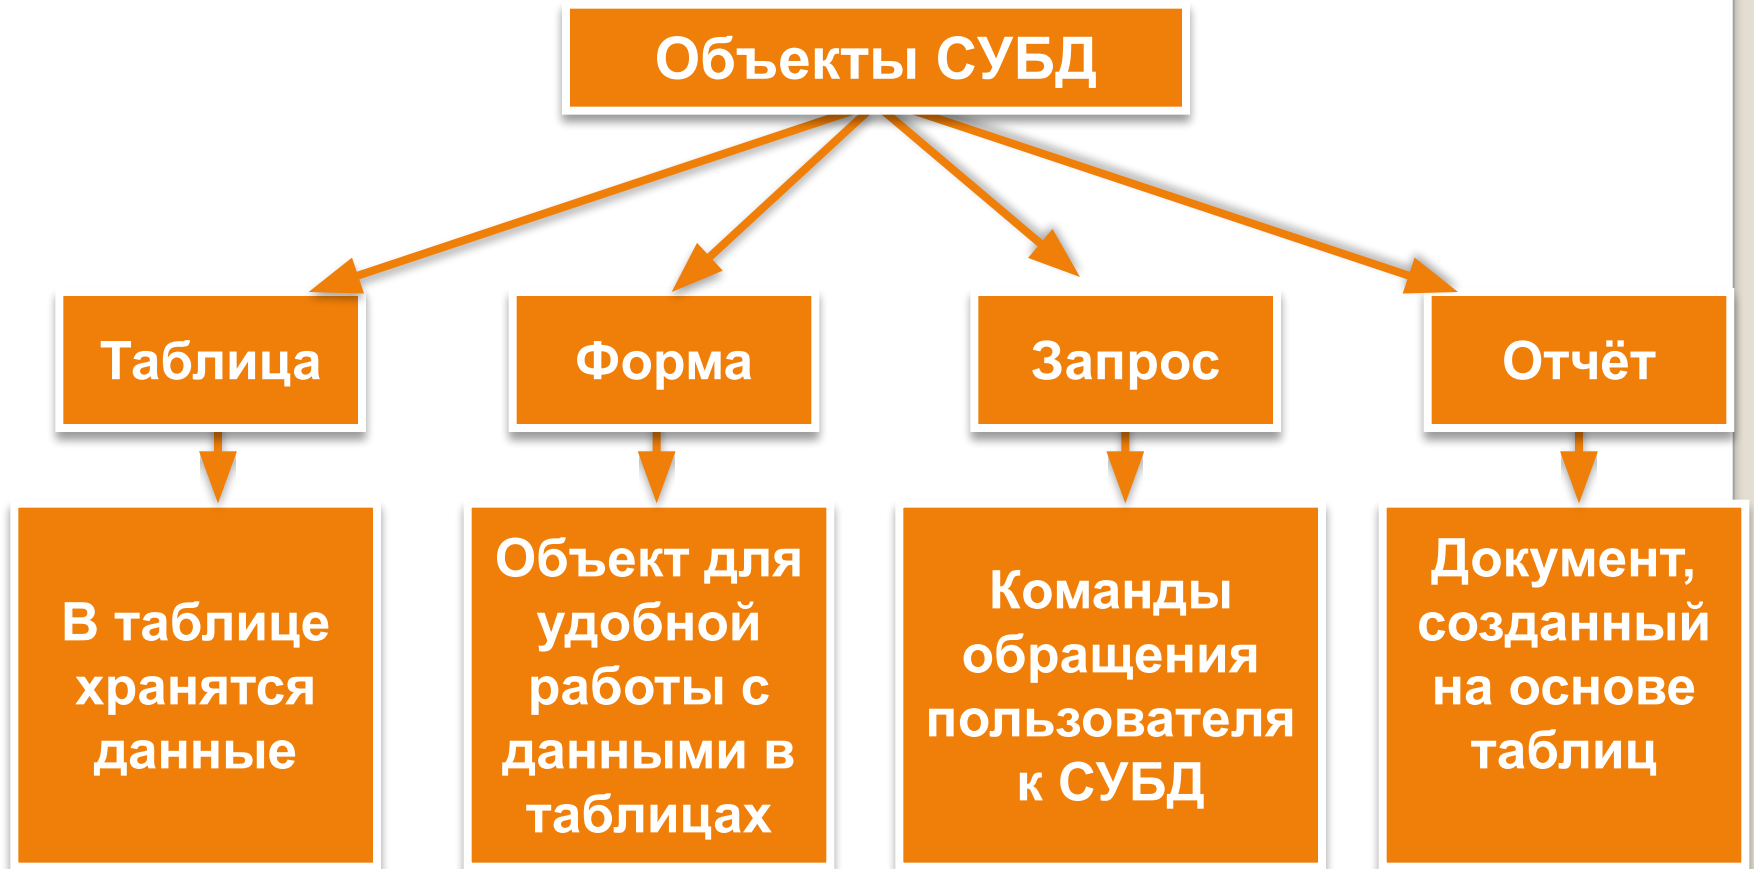 Объекты СУБД
Таблица
Форма
Запрос
Отчёт
В таблице
хранятся
данные
Объект для
удобной
работы с
данными в
таблицах
Команды
обращения
пользователя
к СУБД
Документ,
созданный
на основе
таблиц